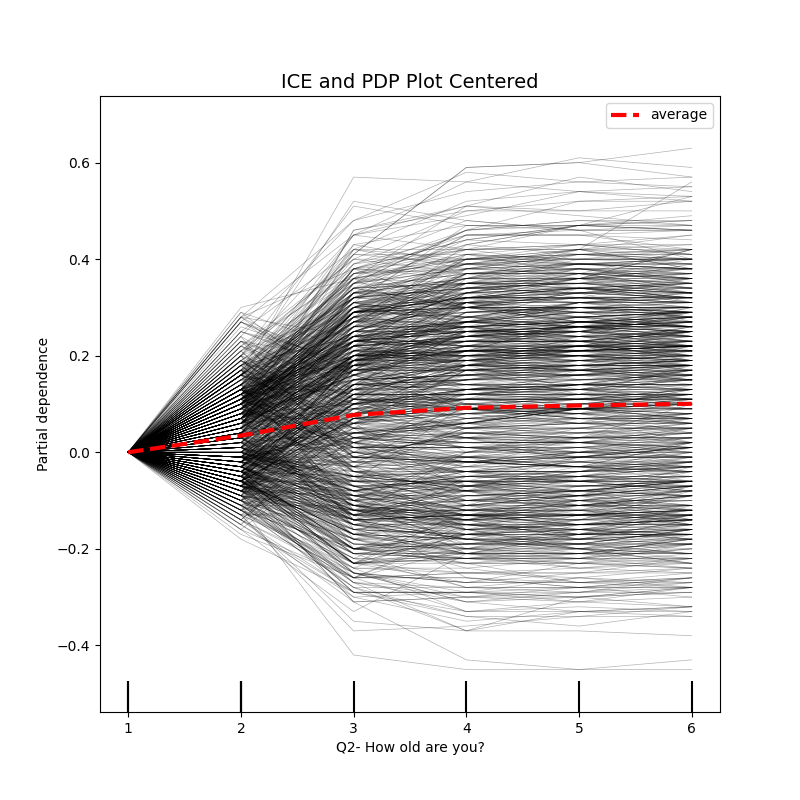 ICE and PDP Plot Centered
average
Partial dependence
0.6
0.4
0.2
0.0
−0.2
−0.4
1 2 3 4 5 6
Q2- How old are you?